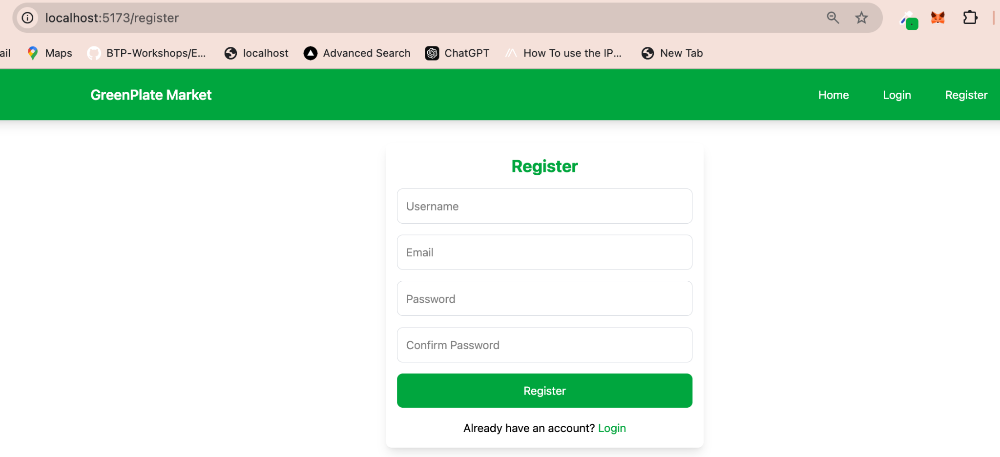 localhost:5173/register
ail Maps BTP-Workshops/E... localhost Advanced Search ChatGPT How To use the IP... New Tab
GreenPlate Market Home Login Register
Register
Username
Email
Password
Confirm Password
Register
Already have an account? Login